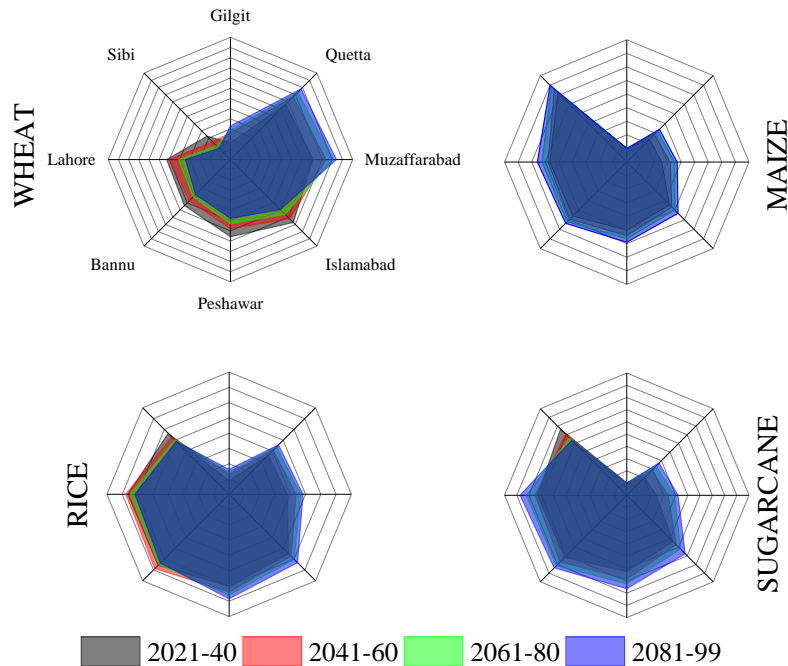 Gilgit
Sibi
Quetta
Lahore
Muzaffarabad
WHEAT
MAIZE
Bannu
Islamabad
Peshawar
RICE
SUGARCANE
2021-40
2041-60
2061-80
2081-99